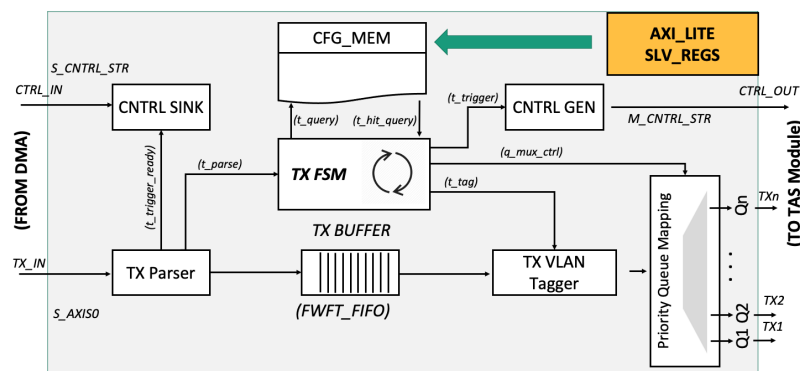 CFG_MEM
AXI_LITE
SLV_REGS
S_CNTRL_STR
CTRL_IN
CNTRL SINK
(t_query)
(t_hit_query)
(t_trigger)
CNTRL GEN
CTRL_OUT
M_CNTRL_STR
(FROM DMA)
(t_trigger_ready)
(t_parse)
TX FSM
(q_mux_ctrl)
(t_tag)
(TO TAS Module)
Priority Queue Mapping
Qn
TXn
TX BUFFER
TX_IN
TX Parser
TX VLAN
Tagger
(FWFT_FIFO)
S_AXIS0
Q2
TX2
Q1
TX1